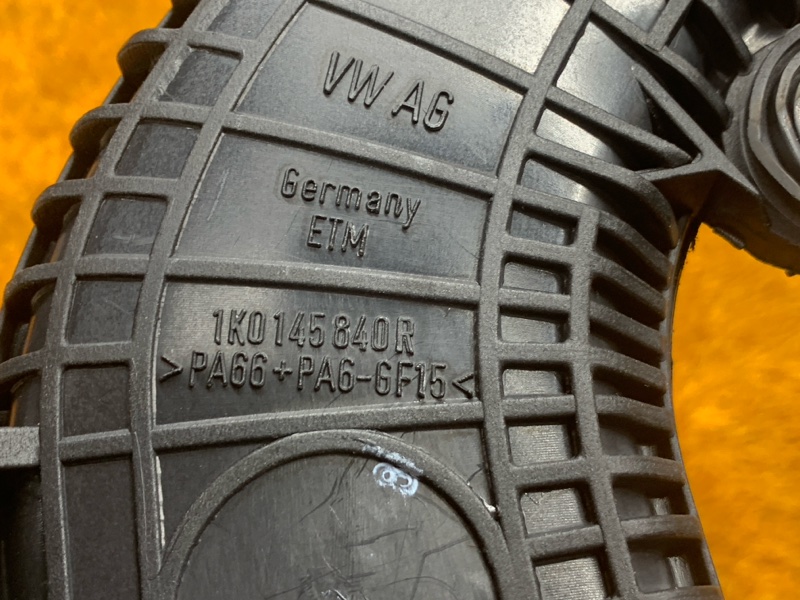 VW AG
Germany
ETM
1K0 145 840 R
>PA66+PA6-GF15<